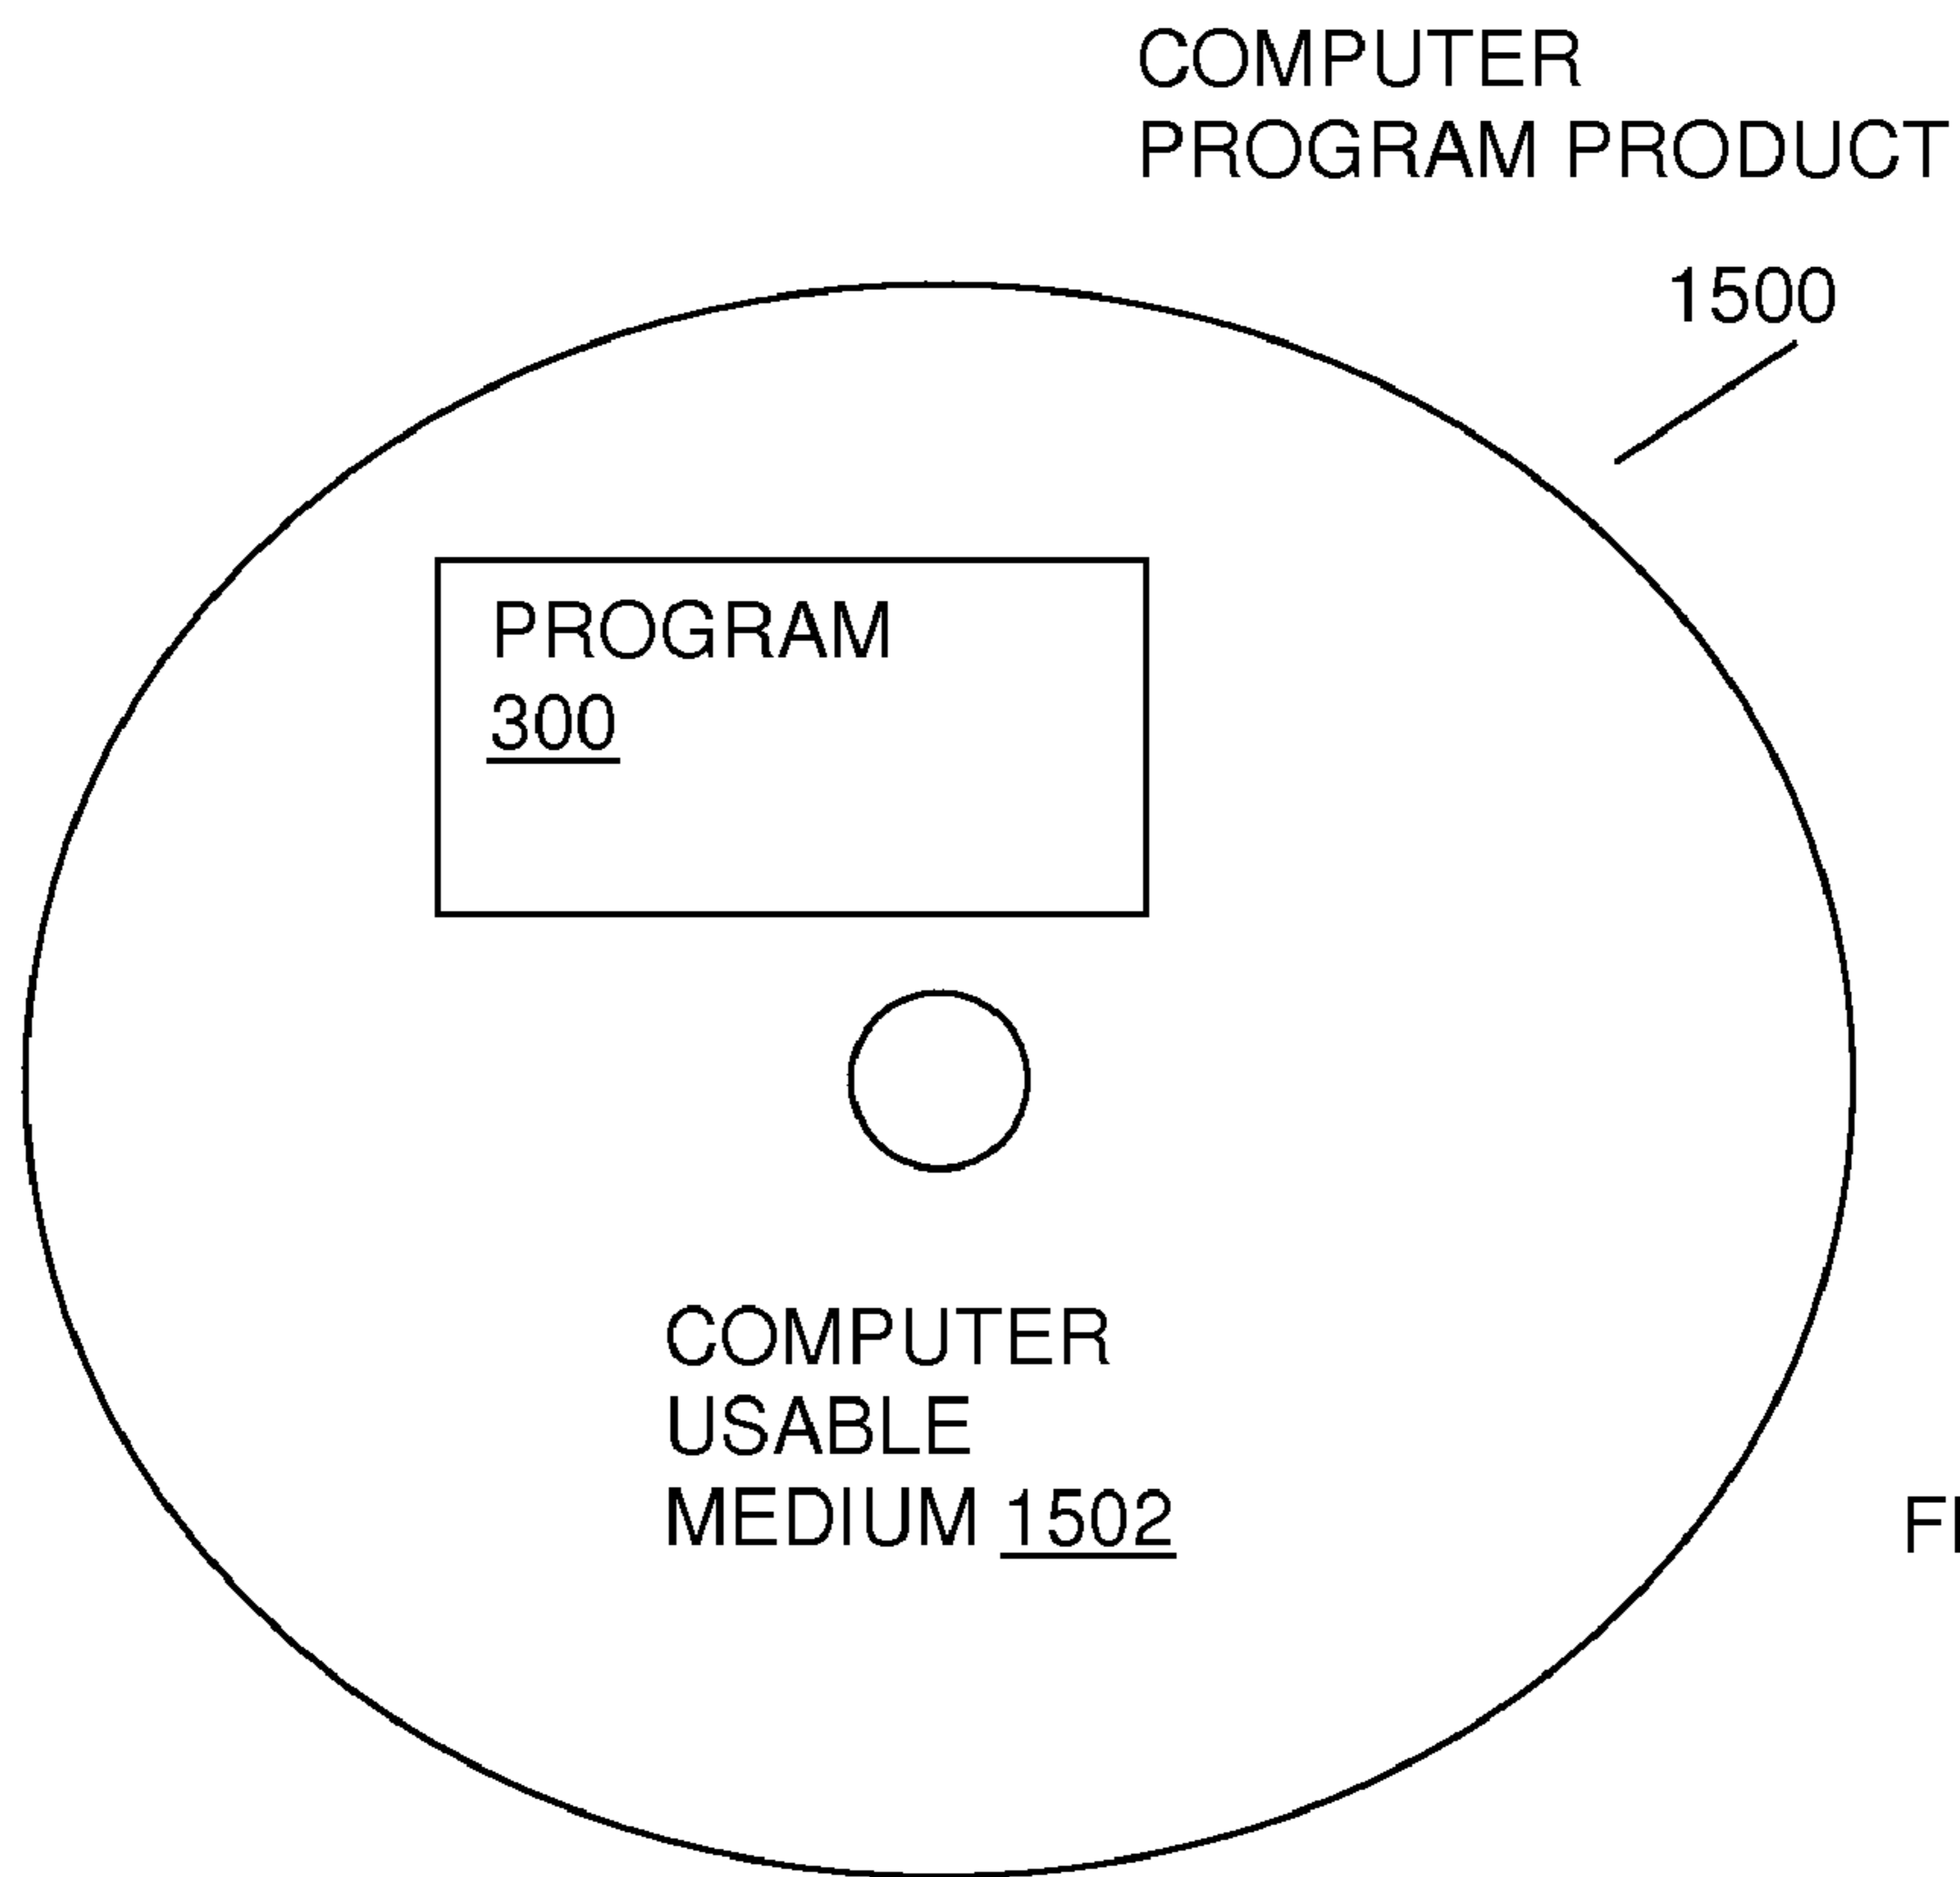 COMPUTER
PROGRAM PRODUCT
1500
PROGRAM
300
COMPUTER
USABLE
MEDIUM 1502